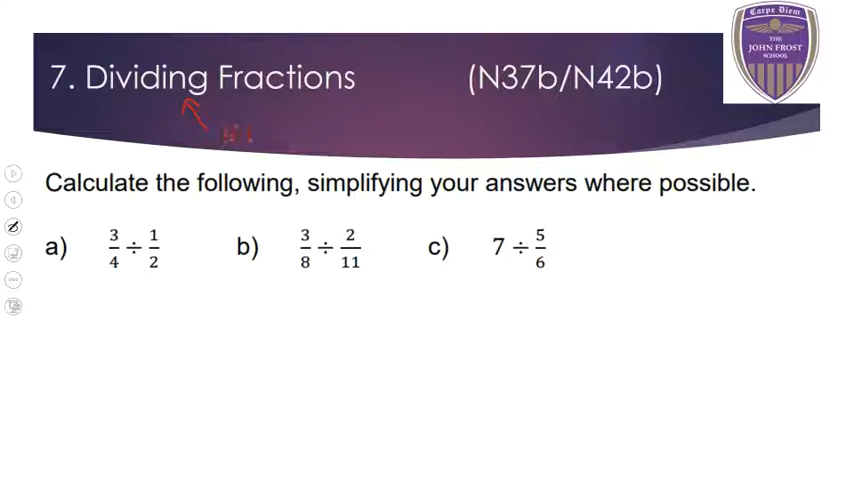 Carpe Diem
THE
JOHN FROST
SCHOOL
7. Dividing Fractions (N37b/N42b)
Calculate the following, simplifying your answers where possible.
a) 3/4 ÷ 1/2 b) 3/8 ÷ 2/11 c) 7 ÷ 5/6